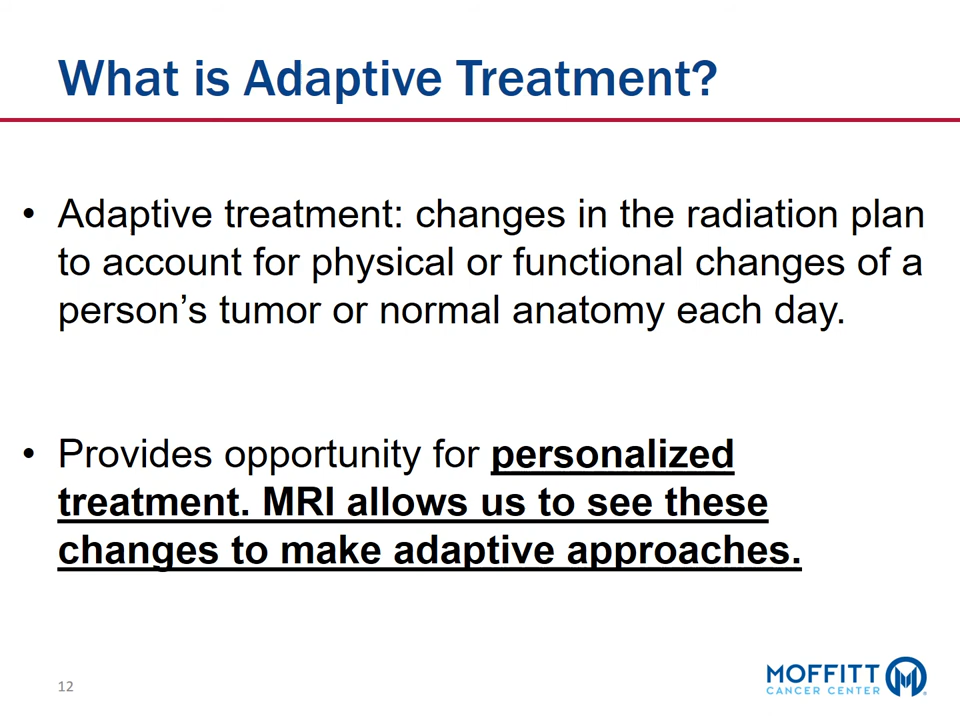 What is Adaptive Treatment?
• Adaptive treatment: changes in the radiation plan
to account for physical or functional changes of a
person’s tumor or normal anatomy each day.
• Provides opportunity for personalized
treatment. MRI allows us to see these
changes to make adaptive approaches.
12
MOFFITT
CANCER CENTER